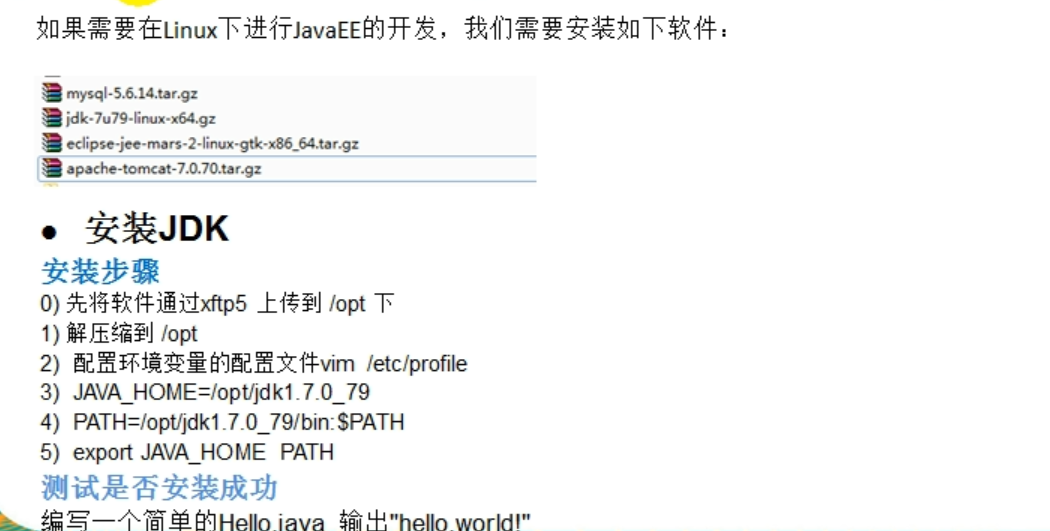 如果需要在Linux下进行JavaEE的开发，我们需要安装如下软件：
mysql-5.6.14.tar.gz
jdk-7u79-linux-x64.gz
eclipse-jee-mars-2-linux-gtk-x86_64.tar.gz
apache-tomcat-7.0.70.tar.gz
● 安装JDK
安装步骤
0) 先将软件通过xftp5 上传到 /opt 下
1) 解压缩到 /opt
2) 配置环境变量的配置文件vim /etc/profile
3) JAVA_HOME=/opt/jdk1.7.0_79
4) PATH=/opt/jdk1.7.0_79/bin:$PATH
5) export JAVA_HOME PATH
测试是否安装成功
编写一个简单的Hello.java 输出"hello,world!"